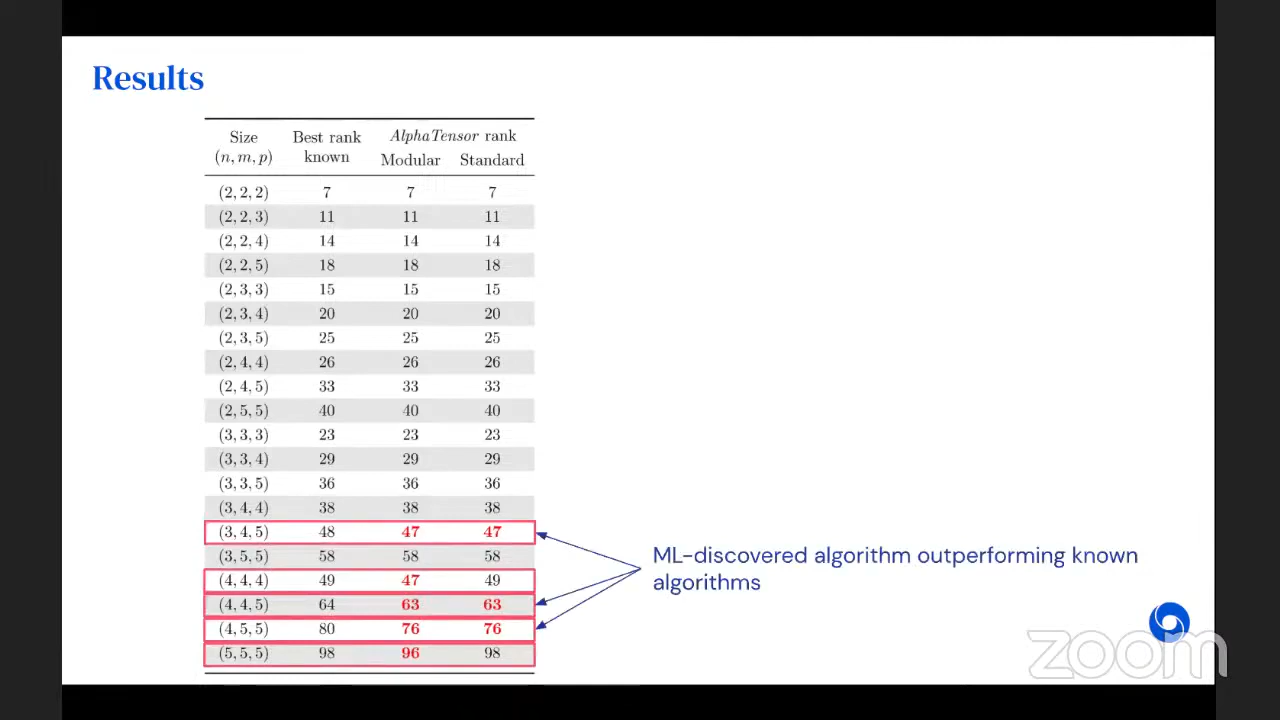 Results
Size Best rank AlphaTensor rank
(n, m, p) known Modular Standard
(2, 2, 2) 7 7 7
(2, 2, 3) 11 11 11
(2, 2, 4) 14 14 14
(2, 2, 5) 18 18 18
(2, 3, 3) 15 15 15
(2, 3, 4) 20 20 20
(2, 3, 5) 25 25 25
(2, 4, 4) 26 26 26
(2, 4, 5) 33 33 33
(2, 5, 5) 40 40 40
(3, 3, 3) 23 23 23
(3, 3, 4) 29 29 29
(3, 3, 5) 36 36 36
(3, 4, 4) 38 38 38
(3, 4, 5) 48 47 47
(3, 5, 5) 58 58 58
(4, 4, 4) 49 47 49
(4, 4, 5) 64 63 63
(4, 5, 5) 80 76 76
(5, 5, 5) 98 96 98
ML-discovered algorithm outperforming known
algorithms
zoom